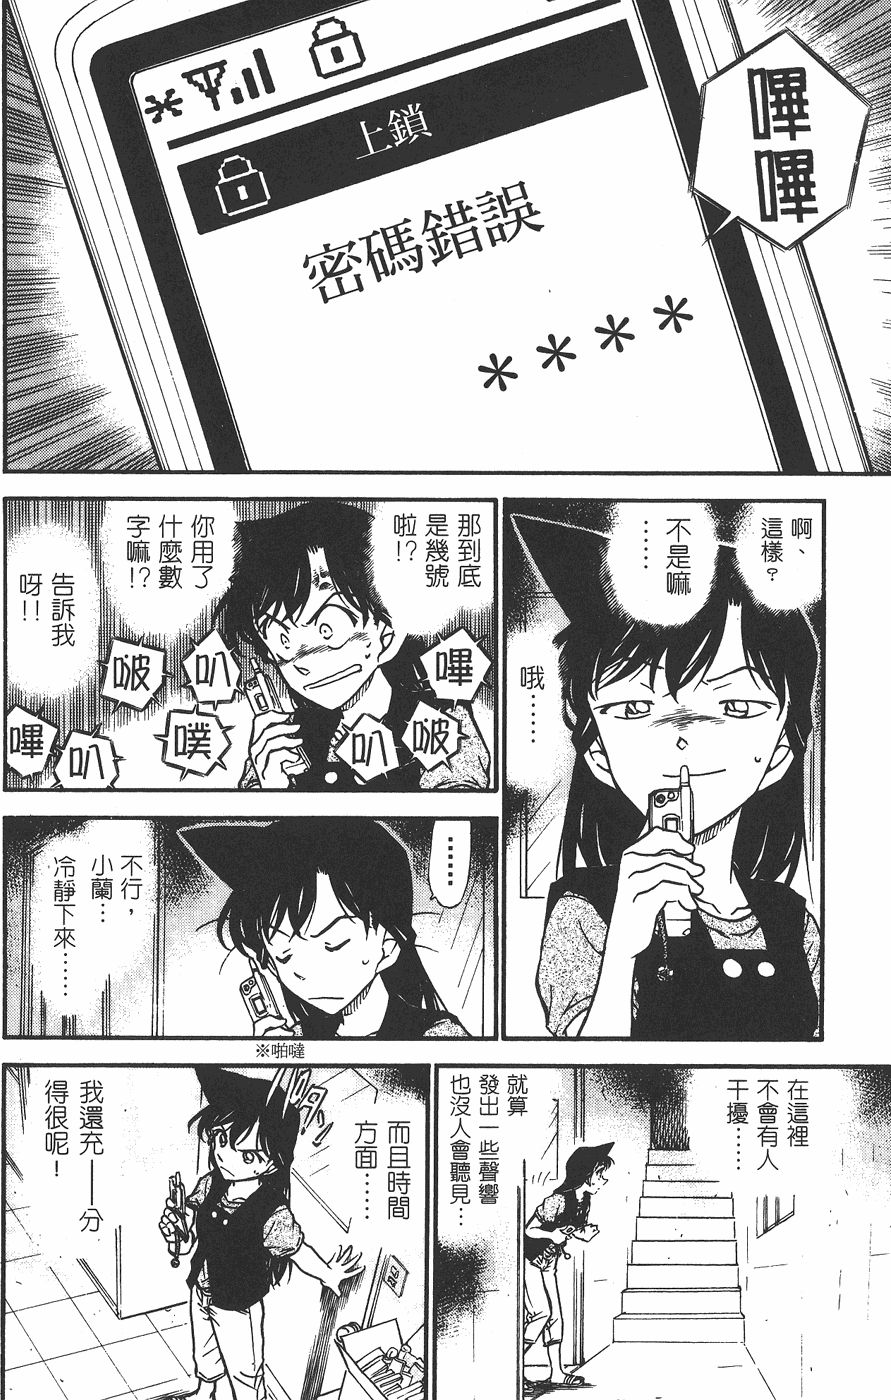 上鎖
密碼錯誤
****
嗶
嗶
啊、
這樣?
不是嘛
……
哦……
那到底
是幾號
啦!?
你用了
什麼數
字嘛!?
告訴我
呀!!
嗶
啵
叭
噗
叭
啵
叭
嗶
……
不行，
小蘭…
冷靜下來……
※啪噠
在這裡
不會有人
干擾……
就算
發出一些聲響
也沒人會聽見…
而且時間
方面……
我還充——分
得很呢!